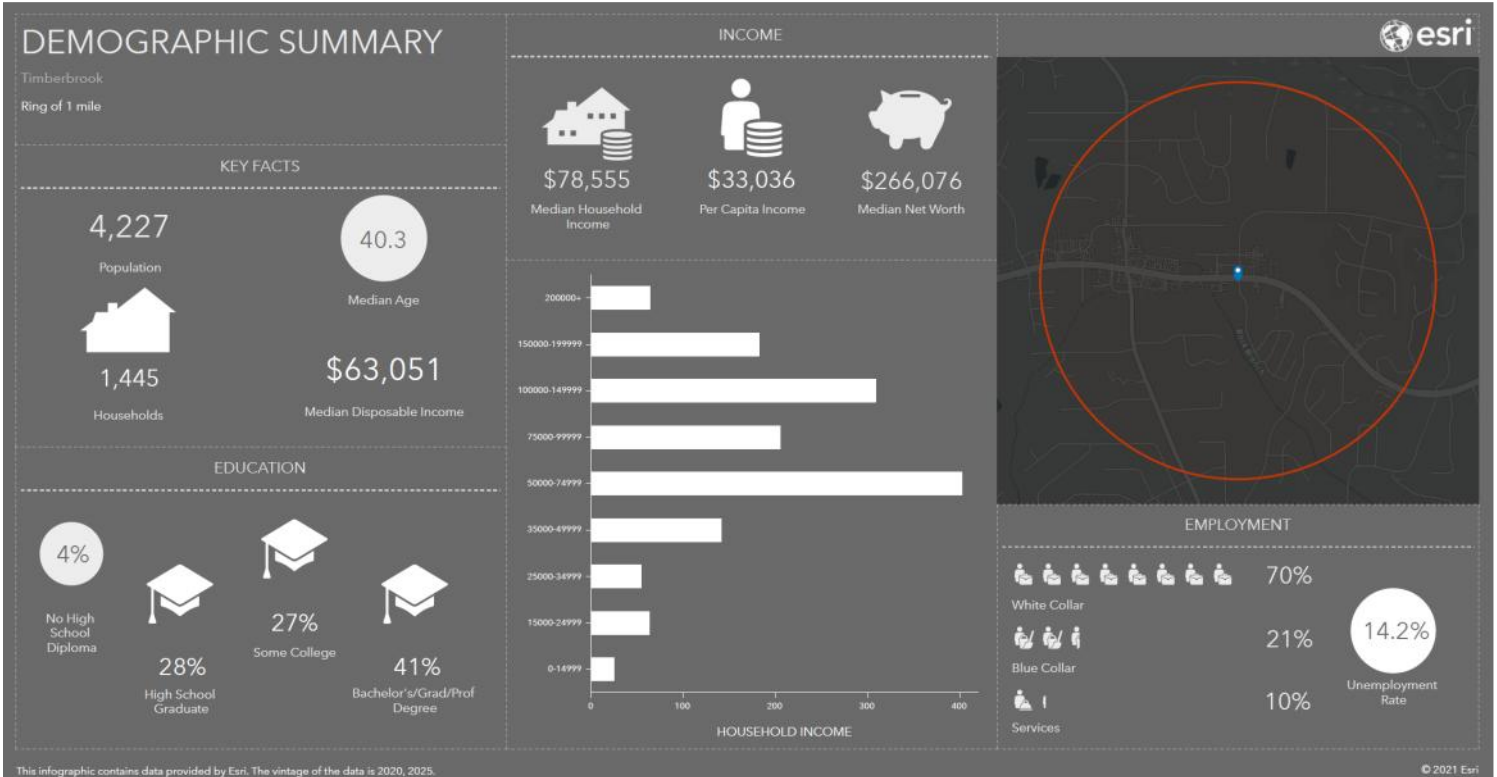 DEMOGRAPHIC SUMMARY
Timberbrook
Ring of 1 mile
KEY FACTS
4,227
Population
40.3
Median Age
1,445
Households
$63,051
Median Disposable Income
EDUCATION
4%
No High
School
Diploma
28%
High School
Graduate
27%
Some College
41%
Bachelor's/Grad/Prof
Degree
INCOME
$78,555
Median Household
Income
$33,036
Per Capita Income
$266,076
Median Net Worth
200000+
150000-199999
100000-149999
75000-99999
50000-74999
35000-49999
25000-34999
15000-24999
0-14999
0 100 200 300 400
HOUSEHOLD INCOME
esri
EMPLOYMENT
70%
White Collar
21%
Blue Collar
10%
Services
14.2%
Unemployment
Rate
This infographic contains data provided by Esri. The vintage of the data is 2020, 2025.
© 2021 Esri